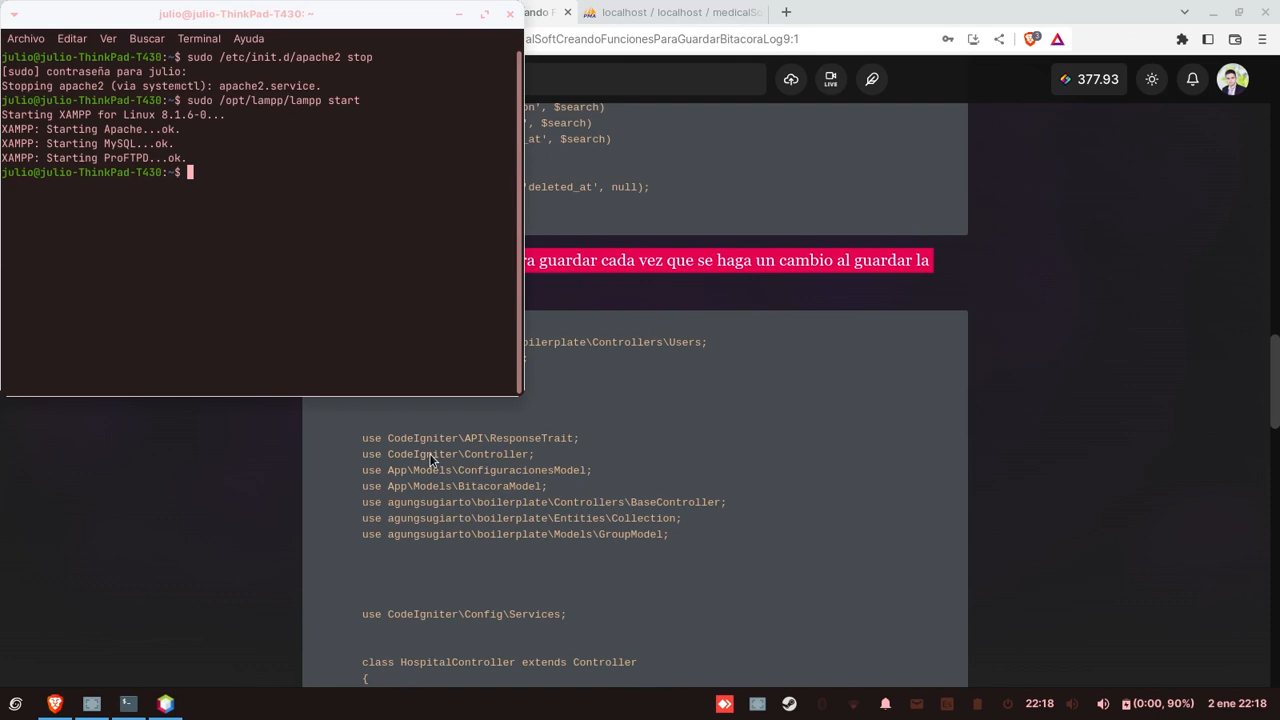 julio@julio-ThinkPad-T430: ~
Archivo Editar Ver Buscar Terminal Ayuda
julio@julio-ThinkPad-T430:~$ sudo /etc/init.d/apache2 stop
[sudo] contraseña para julio:
Stopping apache2 (via systemctl): apache2.service.
julio@julio-ThinkPad-T430:~$ sudo /opt/lampp/lampp start
Starting XAMPP for Linux 8.1.6-0...
XAMPP: Starting Apache...ok.
XAMPP: Starting MySQL...ok.
XAMPP: Starting ProFTPD...ok.
julio@julio-ThinkPad-T430:~$
ando F
localhost / localhost / medicalSo
alSoftCreandoFuncionesParaGuardarBitacoraLog9:1
3
LIVE
377.93
on', $search)
', $search)
_at', $search)
'deleted_at', null);
ra guardar cada vez que se haga un cambio al guardar la
oilerplate\Controllers\Users;
;
use CodeIgniter\API\ResponseTrait;
use CodeIgniter\Controller;
use App\Models\ConfiguracionesModel;
use App\Models\BitacoraModel;
use agungsugiarto\boilerplate\Controllers\BaseController;
use agungsugiarto\boilerplate\Entities\Collection;
use agungsugiarto\boilerplate\Models\GroupModel;
use CodeIgniter\Config\Services;
class HospitalController extends Controller
{
22:18
(0:00, 90%)
2 ene 22:18